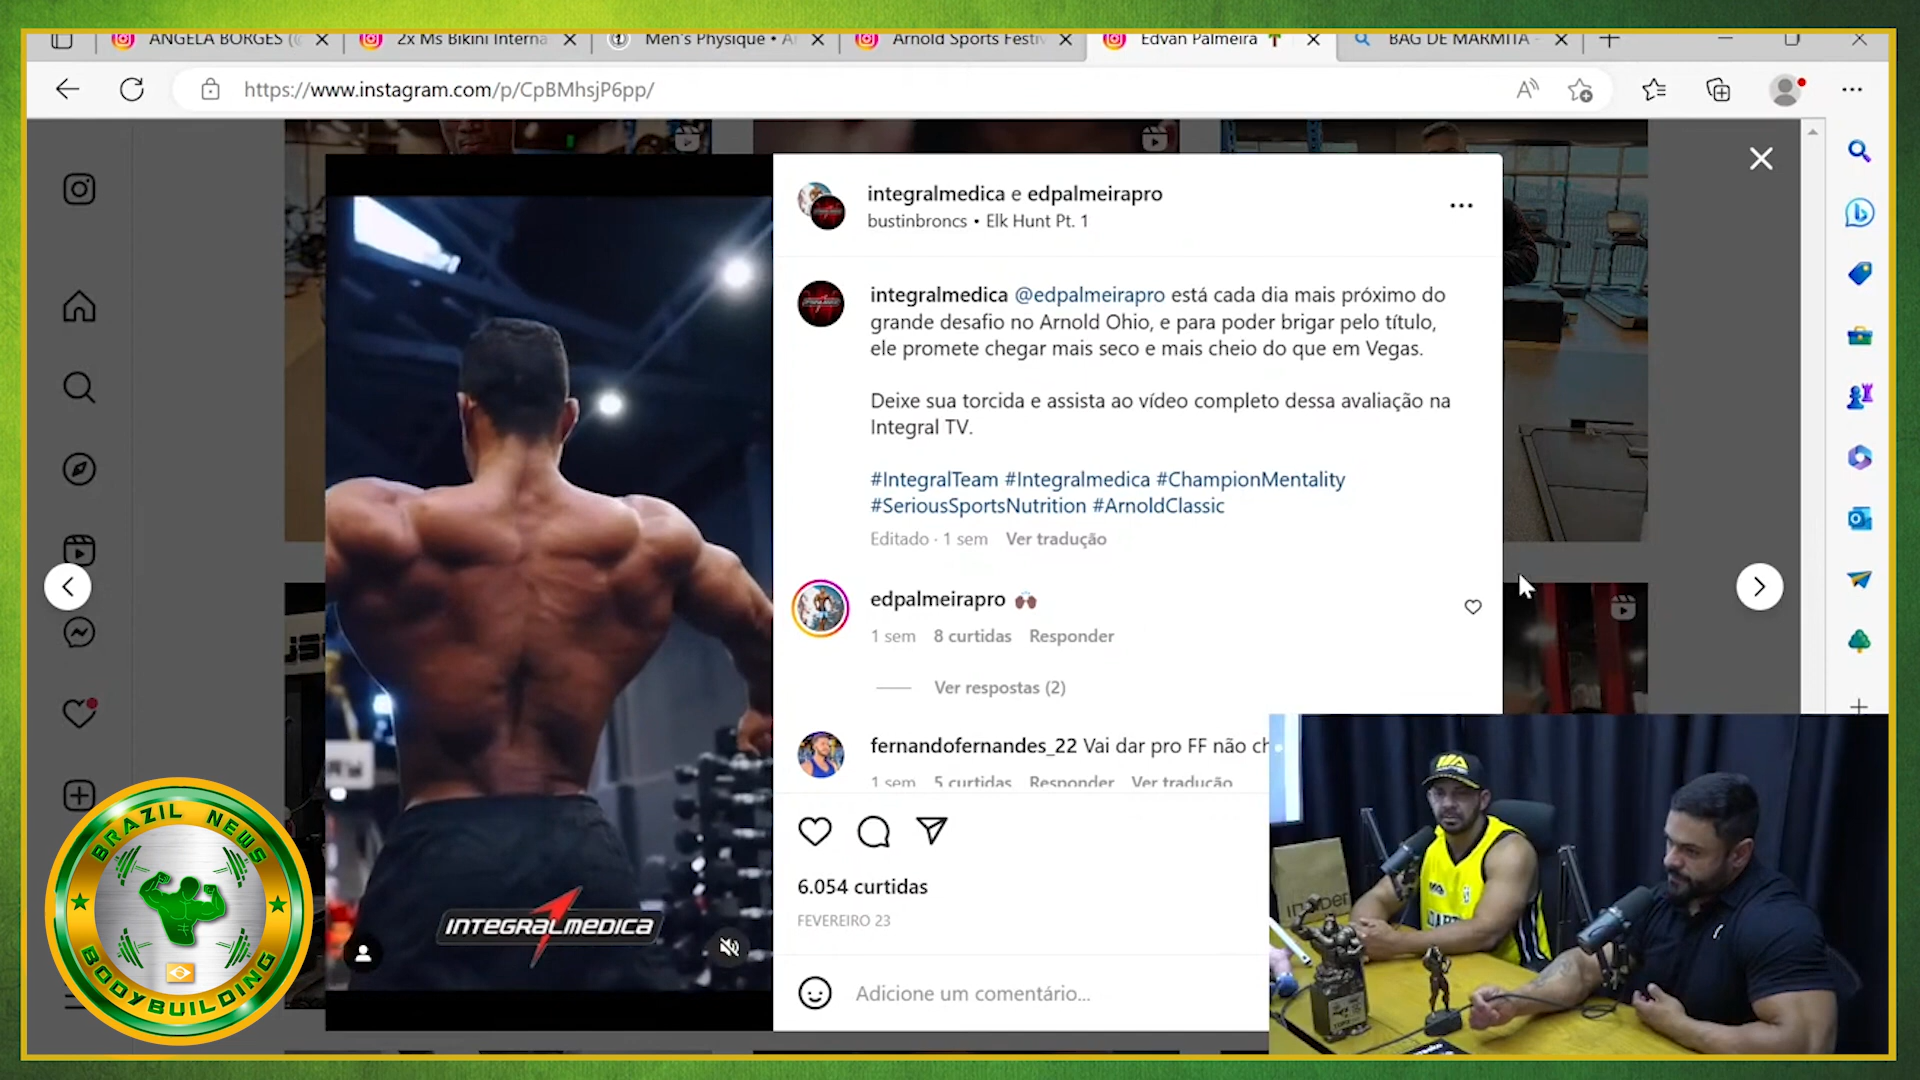 ANGELA BORGES (
2x Ms Bikini Interna
Men's Physique • A
Arnold Sports Festiv
Edvan Palmeira
BAG DE MARMITA -
https://www.instagram.com/p/CpBMhsjP6pp/
integralmedica e edpalmeirapro
bustinbroncs • Elk Hunt Pt. 1
integralmedica @edpalmeirapro está cada dia mais próximo do
grande desafio no Arnold Ohio, e para poder brigar pelo título,
ele promete chegar mais seco e mais cheio do que em Vegas.
Deixe sua torcida e assista ao vídeo completo dessa avaliação na
Integral TV.
#IntegralTeam #Integralmedica #ChampionMentality
#SeriousSportsNutrition #ArnoldClassic
Editado · 1 sem Ver tradução
edpalmeirapro
1 sem 8 curtidas Responder
Ver respostas (2)
fernandofernandes_22 Vai dar pro FF não ch
1 sem 5 curtidas Responder Ver tradução
6.054 curtidas
FEVEREIRO 23
Adicione um comentário...
INTEGRALMEDICA
BRAZIL NEWS
BODYBUILDING